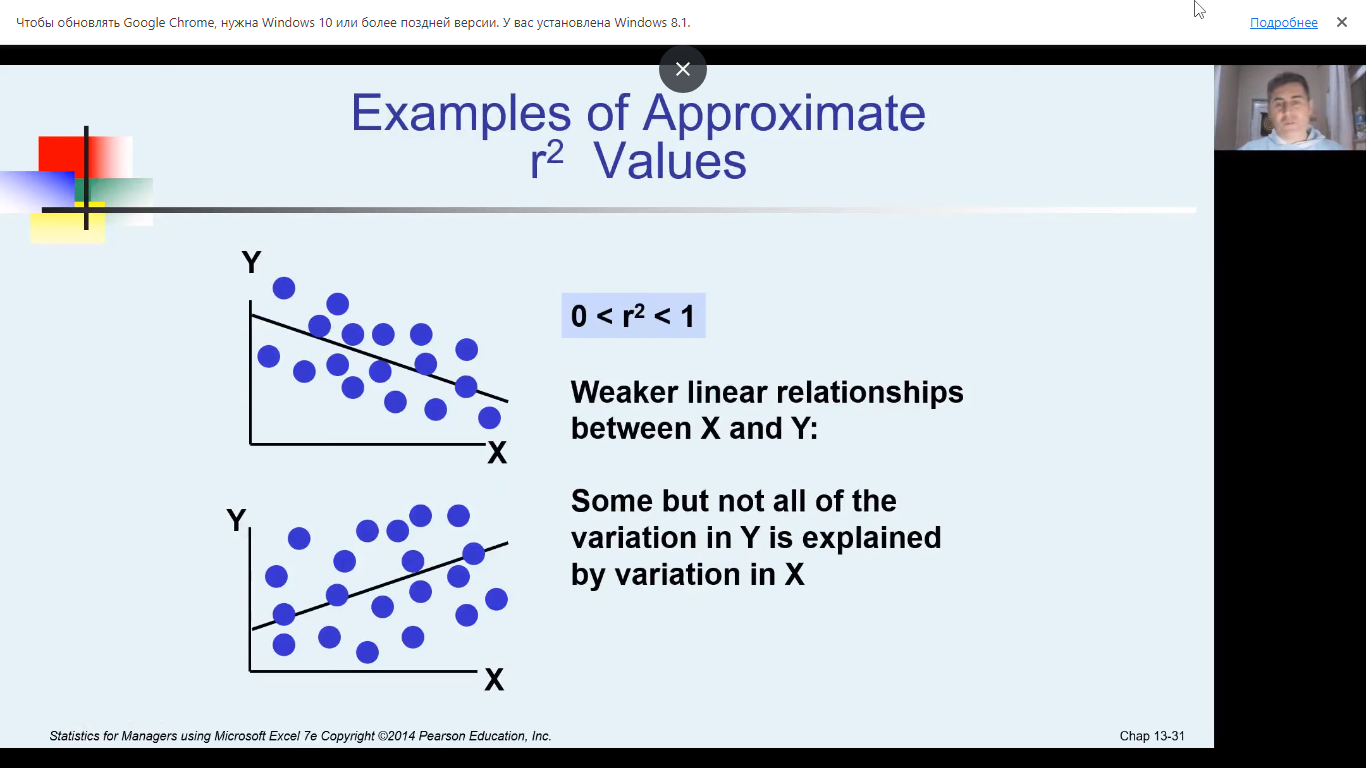 Чтобы обновлять Google Chrome, нужна Windows 10 или более поздней версии. У вас установлена Windows 8.1.
Подробнее
Examples of Approximate
r² Values
Y
X
0 < r² < 1
Weaker linear relationships
between X and Y:
Some but not all of the
variation in Y is explained
by variation in X
Y
X
Statistics for Managers using Microsoft Excel 7e Copyright ©2014 Pearson Education, Inc.
Chap 13-31